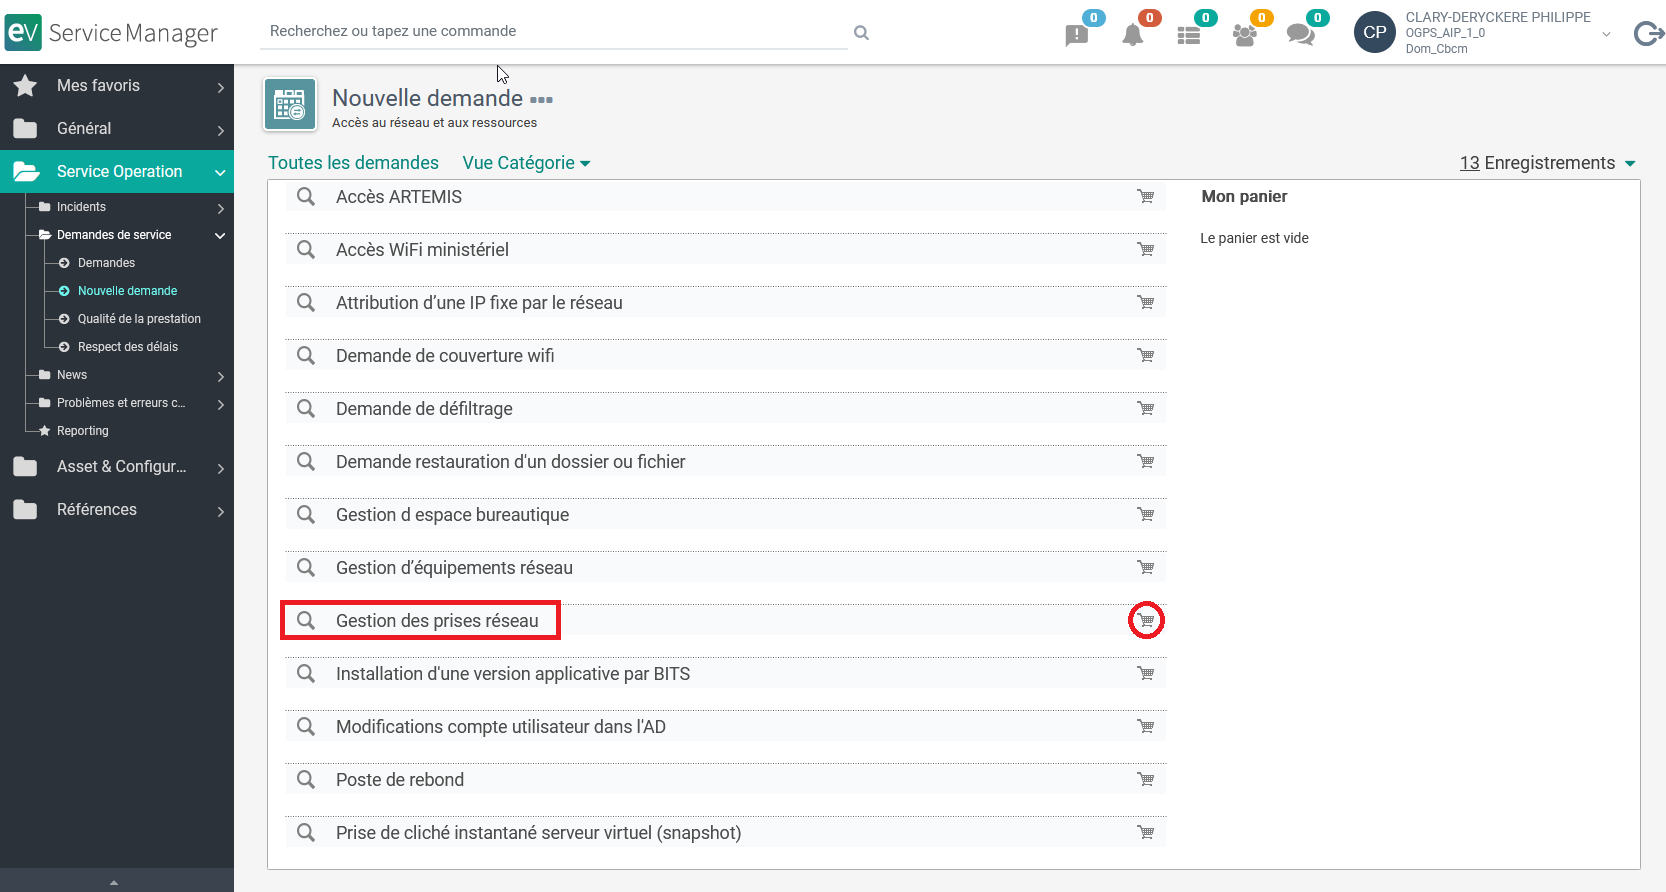 eV Service Manager
Recherchez ou tapez une commande
0
0
0
0
0
CP
CLARY-DERYCKERE PHILIPPE
OGPS_AIP_1_0
Dom_Cbcm
Mes favoris
Général
Service Operation
Incidents
Demandes de service
Demandes
Nouvelle demande
Qualité de la prestation
Respect des délais
News
Problèmes et erreurs c...
Reporting
Asset & Configur...
Références
Nouvelle demande
Accès au réseau et aux ressources
Toutes les demandes Vue Catégorie
13 Enregistrements
Accès ARTEMIS
Accès WiFi ministériel
Attribution d’une IP fixe par le réseau
Demande de couverture wifi
Demande de défiltrage
Demande restauration d'un dossier ou fichier
Gestion d espace bureautique
Gestion d’équipements réseau
Gestion des prises réseau
Installation d'une version applicative par BITS
Modifications compte utilisateur dans l'AD
Poste de rebond
Prise de cliché instantané serveur virtuel (snapshot)
Mon panier
Le panier est vide